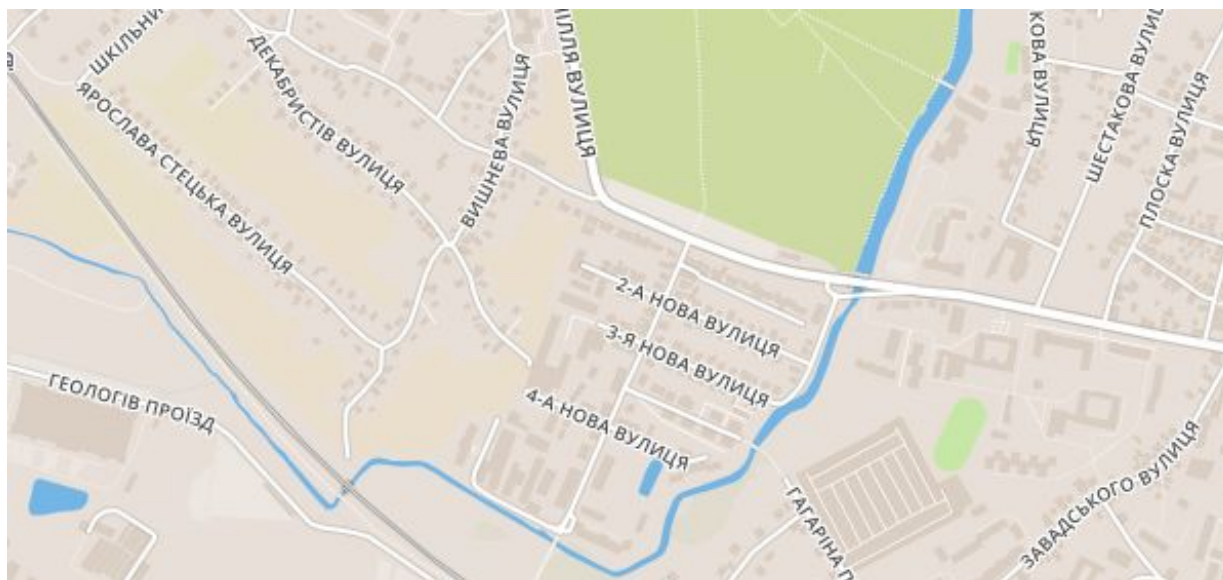 ШКІЛЬНИ
ДЕКАБРИСТІВ ВУЛИЦЯ
ВИШНЕВА ВУЛИЦЯ
ІЛЛЯ ВУЛИЦЯ
КОВА ВУЛИЦЯ
ШЕСТАКОВА ВУЛИЦ
ПЛОСКА ВУЛИЦЯ
ЯРОСЛАВА СТЕЦЬКА ВУЛИЦЯ
2-А НОВА ВУЛИЦЯ
3-Я НОВА ВУЛИЦЯ
4-А НОВА ВУЛИЦЯ
ГЕОЛОГІВ ПРОЇЗД
ГАГАРІНА П
ЗАВАДСЬКОГО ВУЛИЦЯ